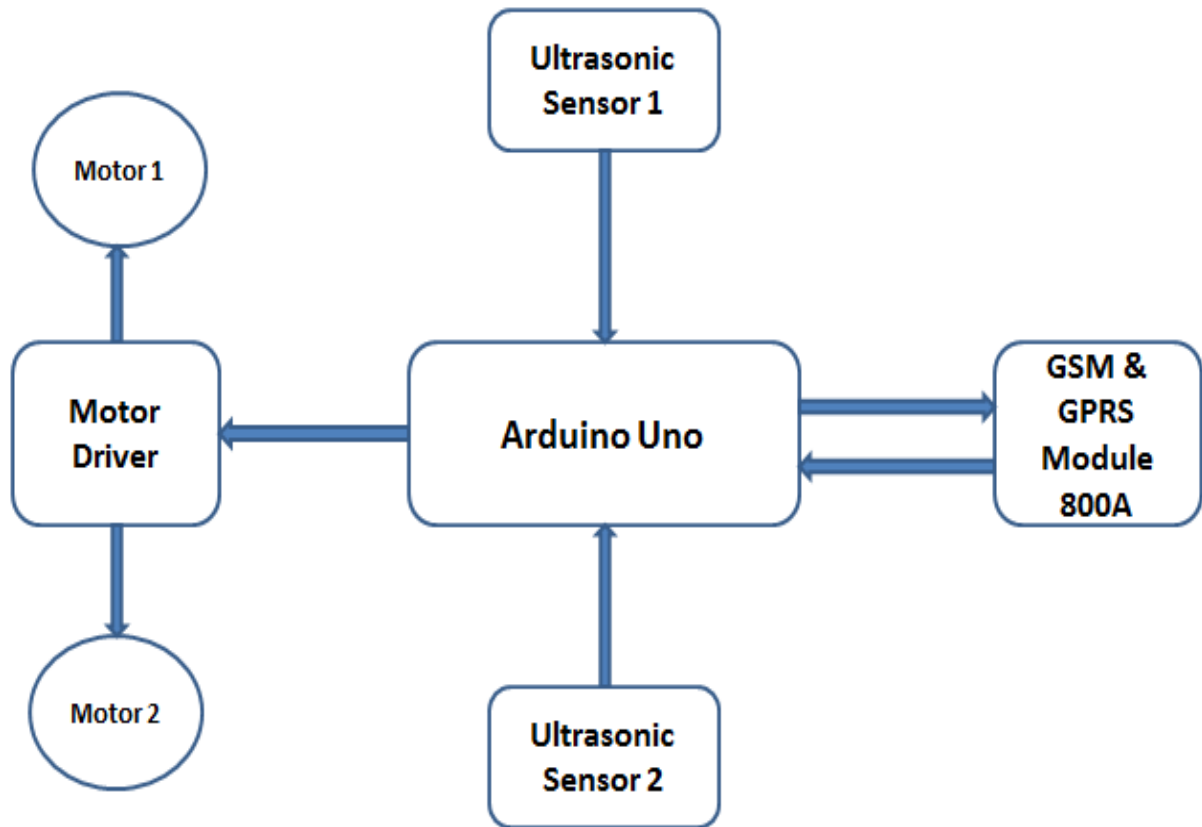 Ultrasonic
Sensor 1
Motor 1
Motor
Driver
Arduino Uno
GSM &
GPRS
Module
800A
Motor 2
Ultrasonic
Sensor 2